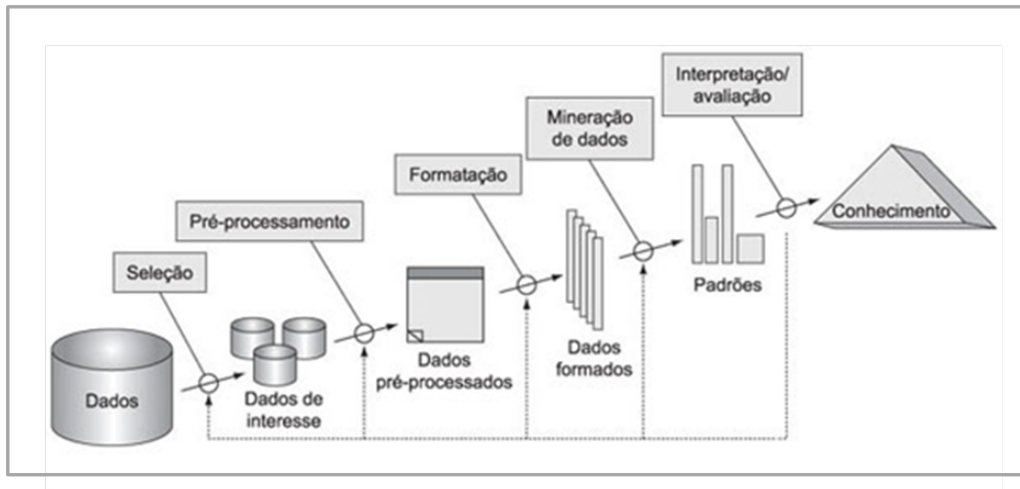 Interpretação/
avaliação
Mineração
de dados
Formatação
Pré-processamento
Seleção
Dados
Dados de
interesse
Dados
pré-processados
Dados
formados
Padrões
Conhecimento